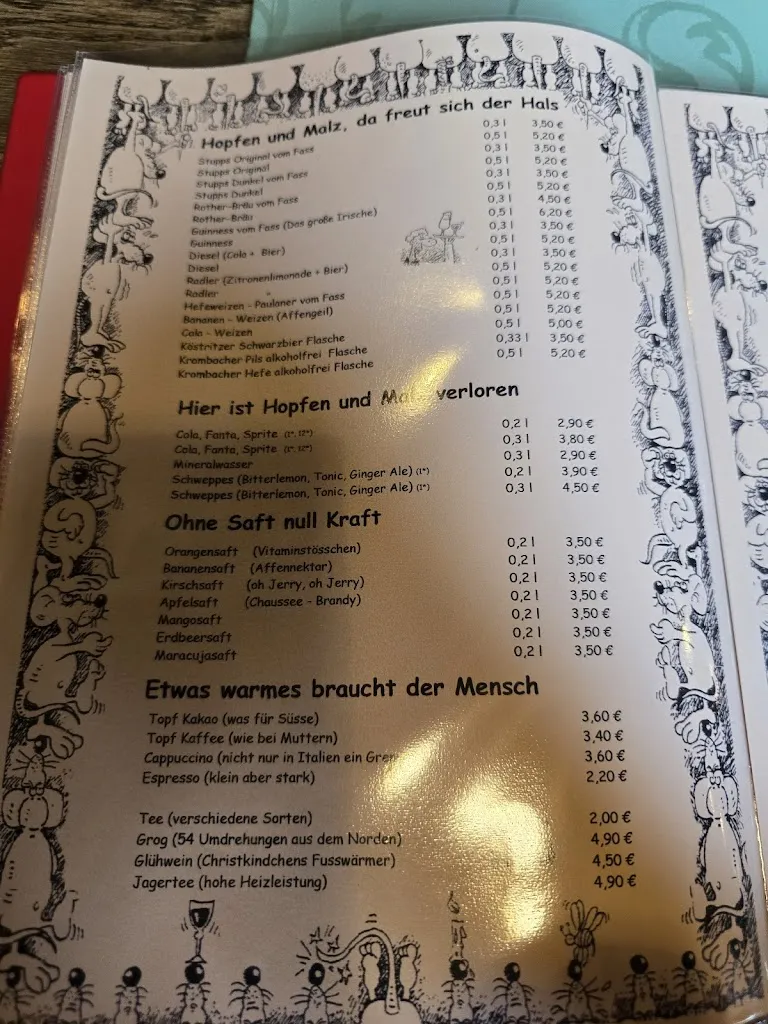 Hopfen und Malz, da freut sich der Hals
Stupps Original vom Fass 0,3 l 3,50 €
Stupps Original 0,5 l 5,20 €
Stupps Dunkel vom Fass 0,3 l 3,50 €
Stupps Dunkel 0,5 l 5,20 €
Rother-Bräu vom Fass 0,3 l 3,50 €
Rother-Bräu 0,5 l 5,20 €
Guinness vom Fass (Das große Irische) 0,3 l 4,50 €
Guinness 0,5 l 6,20 €
Diesel (Cola + Bier) 0,3 l 3,50 €
Diesel 0,5 l 5,20 €
Radler (Zitronenlimonade + Bier) 0,3 l 3,50 €
Radler " 0,5 l 5,20 €
Hefeweizen - Paulaner vom Fass 0,5 l 5,20 €
Bananen - Weizen (Affengeil) 0,5 l 5,20 €
Cola - Weizen 0,5 l 5,20 €
Köstritzer Schwarzbier Flasche 0,5 l 5,00 €
Krombacher Pils alkoholfrei Flasche 0,33 l 3,50 €
Krombacher Hefe alkoholfrei Flasche 0,5 l 5,20 €
Hier ist Hopfen und Malz verloren
Cola, Fanta, Sprite (1*, 12*) 0,2 l 2,90 €
Cola, Fanta, Sprite (1*, 12*) 0,3 l 3,80 €
Mineralwasser 0,3 l 2,90 €
Schweppes (Bitterlemon, Tonic, Ginger Ale) (1*) 0,2 l 3,90 €
Schweppes (Bitterlemon, Tonic, Ginger Ale) (1*) 0,3 l 4,50 €
Ohne Saft null Kraft
Orangensaft (Vitaminstösschen) 0,2 l 3,50 €
Bananensaft (Affennektar) 0,2 l 3,50 €
Kirschsaft (oh Jerry, oh Jerry) 0,2 l 3,50 €
Apfelsaft (Chaussee - Brandy) 0,2 l 3,50 €
Mangosaft 0,2 l 3,50 €
Erdbeersaft 0,2 l 3,50 €
Maracujasaft 0,2 l 3,50 €
Etwas warmes braucht der Mensch
Topf Kakao (was für Süsse) 3,60 €
Topf Kaffee (wie bei Muttern) 3,40 €
Cappuccino (nicht nur in Italien ein 3,60 €
Espresso (klein aber stark) 2,20 €
Tee (verschiedene Sorten) 2,00 €
Grog (54 Umdrehungen aus dem Norden) 4,90 €
Glühwein (Christkindchens Fusswärmer) 4,50 €
Jagertee (hohe Heizleistung) 4,90 €